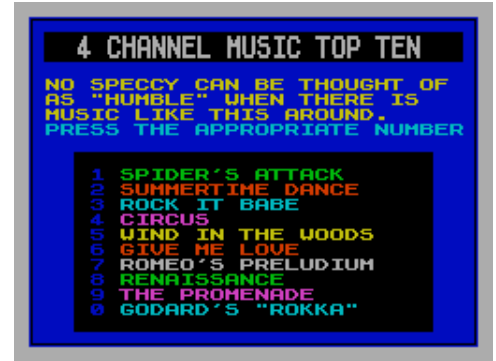 4 CHANNEL MUSIC TOP TEN
NO SPECCY CAN BE THOUGHT OF
AS "HUMBLE" WHEN THERE IS
MUSIC LIKE THIS AROUND.
PRESS THE APPROPRIATE NUMBER
1 SPIDER'S ATTACK
2 SUMMERTIME DANCE
3 ROCK IT BABE
4 CIRCUS
5 WIND IN THE WOODS
6 GIVE ME LOVE
7 ROMEO'S PRELUDIUM
8 RENAISSANCE
9 THE PROMENADE
0 GODARD'S "ROKKA"